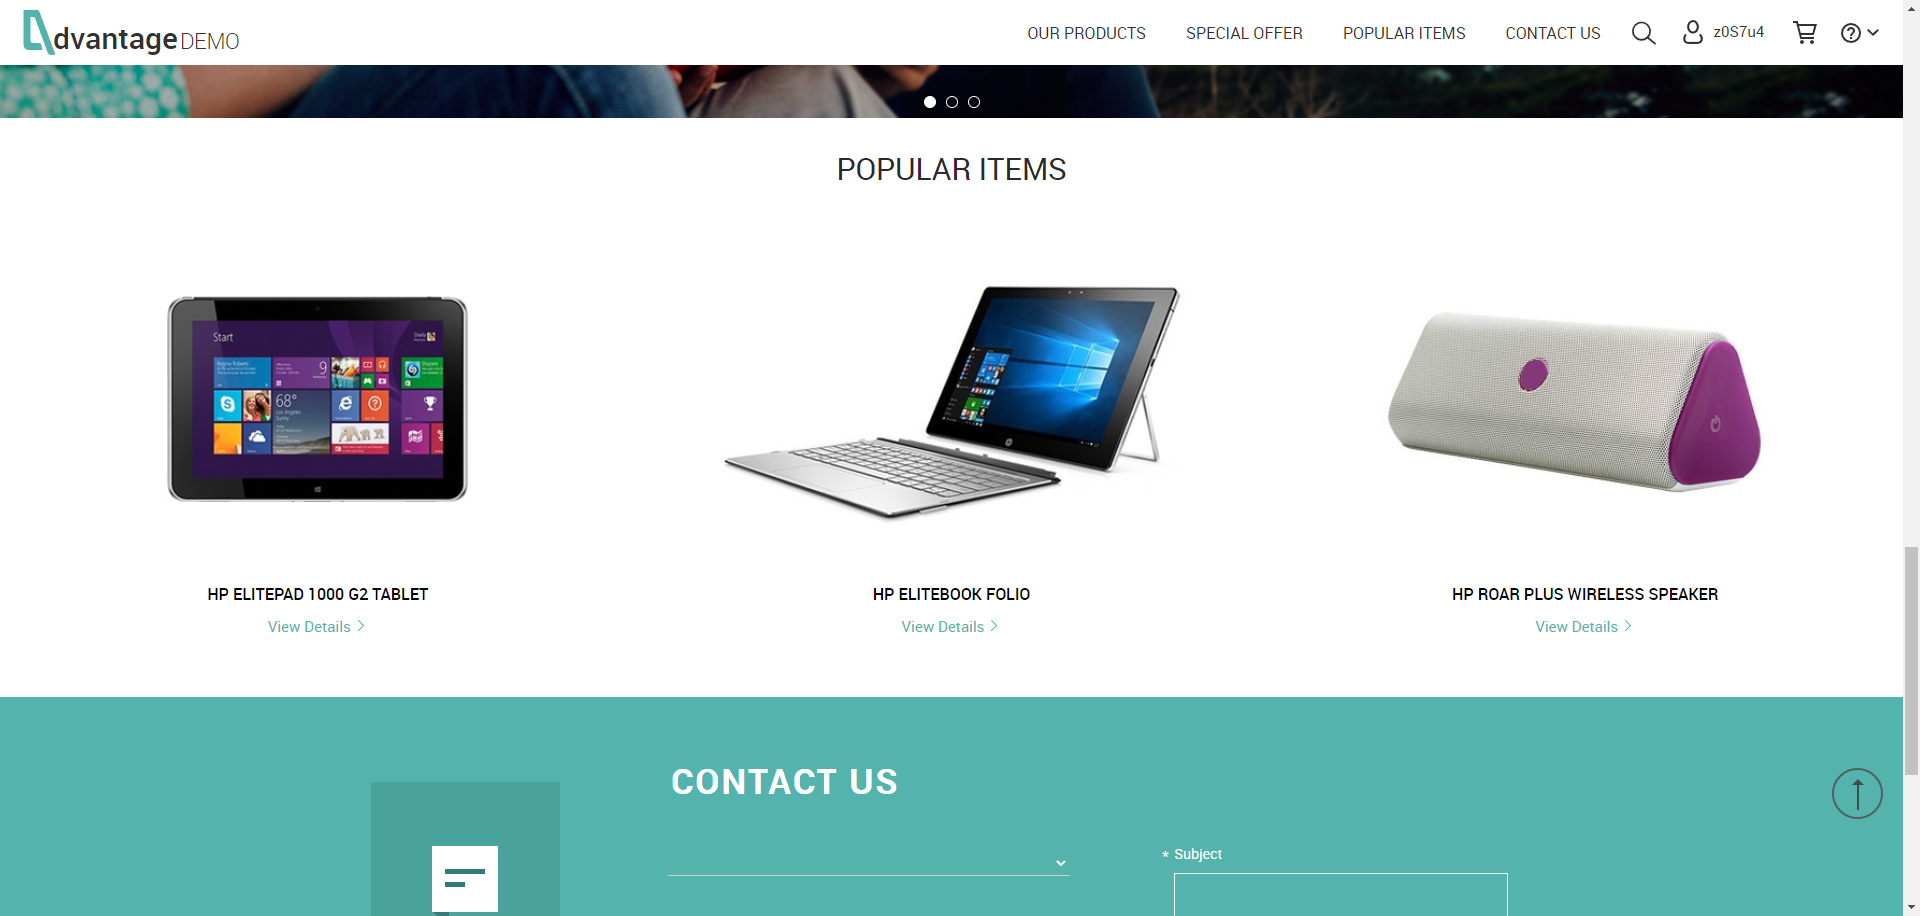 dvantage DEMO
OUR PRODUCTS
SPECIAL OFFER
POPULAR ITEMS
CONTACT US
z0S7u4
POPULAR ITEMS
Start
68°
9
HP ELITEPAD 1000 G2 TABLET
View Details
HP ELITEBOOK FOLIO
View Details
HP ROAR PLUS WIRELESS SPEAKER
View Details
CONTACT US
* Subject